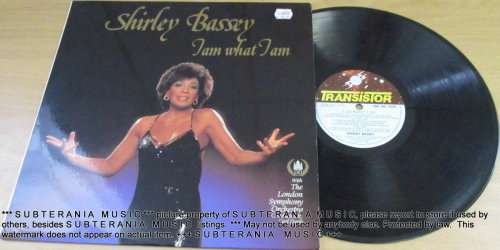 Shirley Bassey
I am what I am
With
The
London
Symphony
Orchestra
TRANSISTOR
SHIRLEY BASSEY
*** S U B T E R A N I A  M U S I C *** picture property of S U B T E R A N I A  M U S I C, please report to store if used by
others, besides S U B T E R A N I A  M U S I C listings.  *** May not be used by anybody else. Protected by law.  This
watermark does not appear on actual item. *** S U B T E R A N I A  M U S I C ***